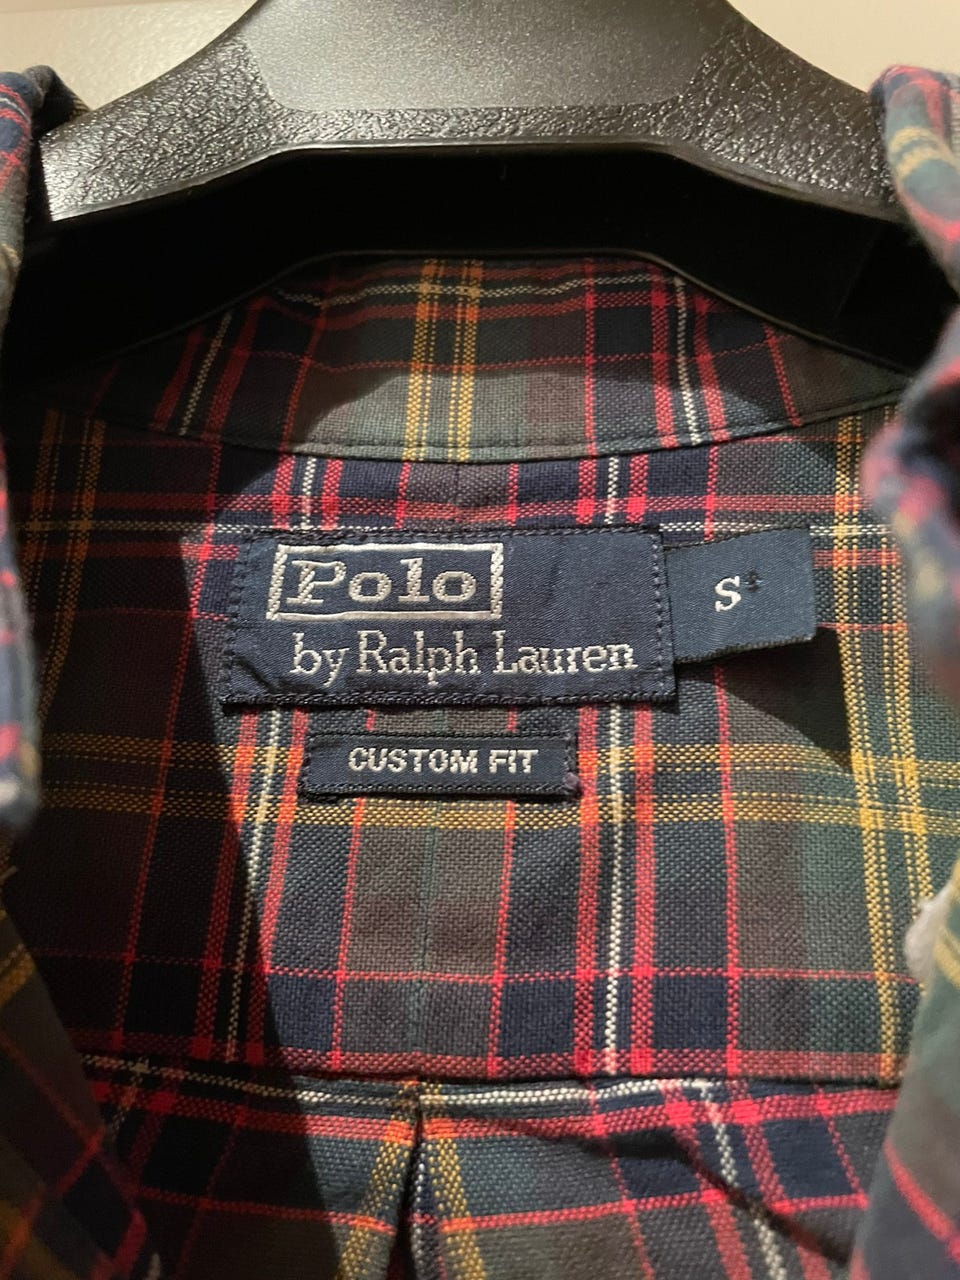 Polo
by Ralph Lauren
S
CUSTOM FIT